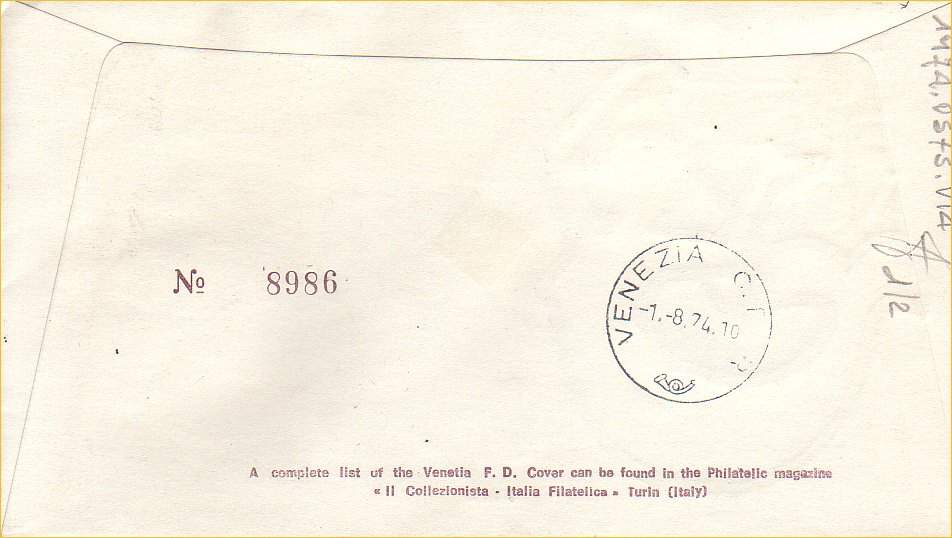 № 8986
VENEZIA C.P
-1.-8.74.10
A complete list of the Venetia F. D. Cover can be found in the Philatelic magazine
« Il Collezionista - Italia Filatelica » Turin (Italy)